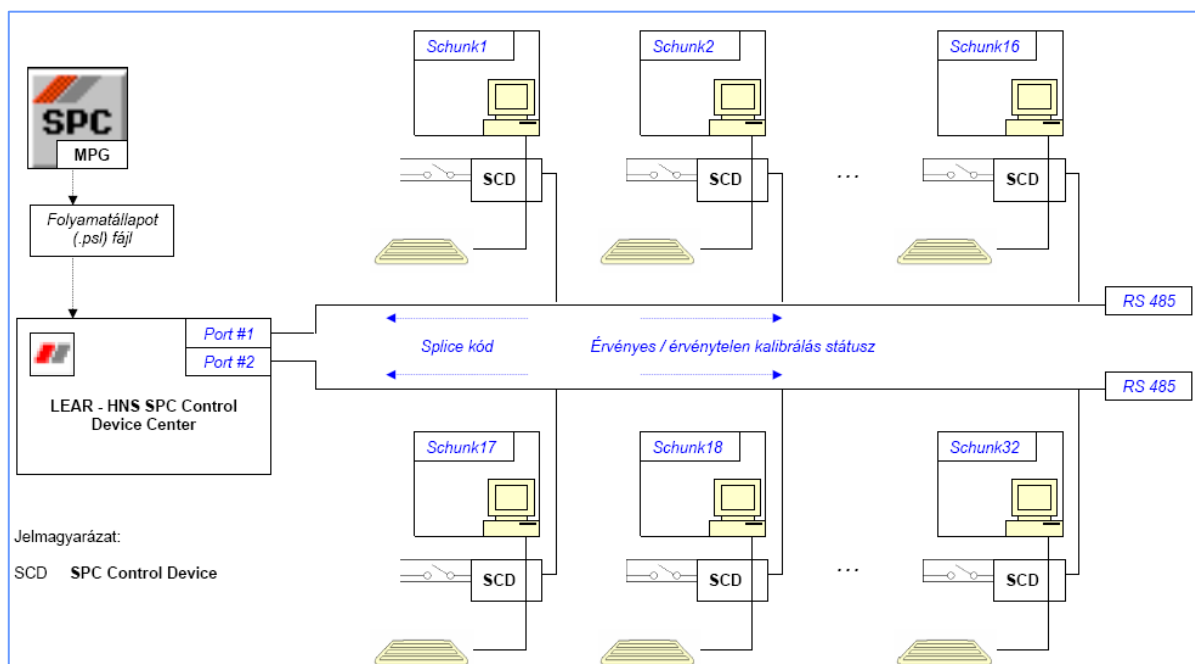 Schunk1
Schunk2
Schunk16
SPC
MPG
SCD
SCD
...
SCD
Folyamatállapot
(.psl) fájl
RS 485
Port #1
Splice kód
Érvényes / érvénytelen kalibrálás státusz
Port #2
RS 485
LEAR - HNS SPC Control
Device Center
Schunk17
Schunk18
Schunk32
Jelmagyarázat:
SCD SPC Control Device
SCD
SCD
...
SCD